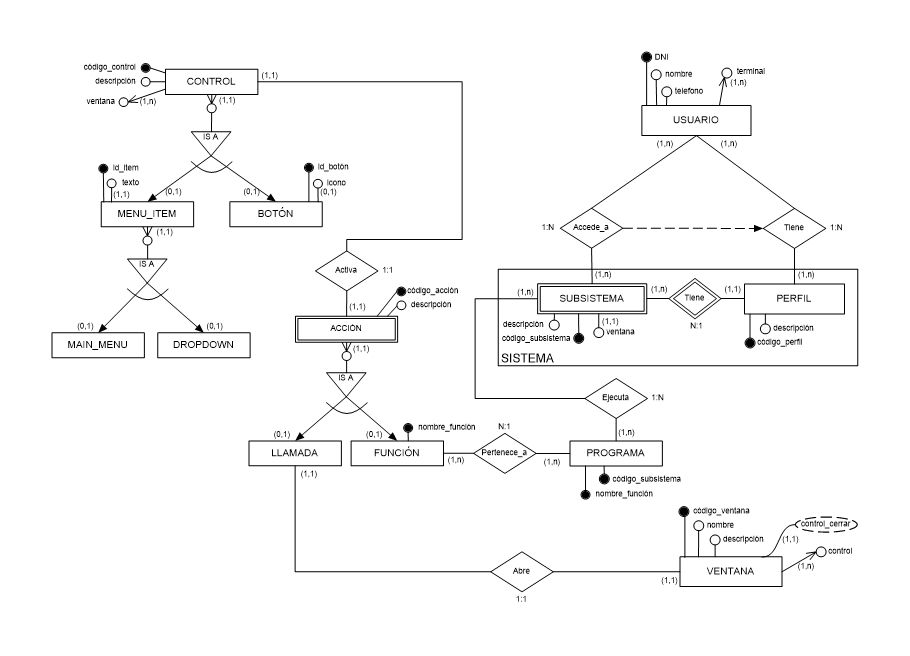 código_control
descripción
ventana
(1,n)
CONTROL
(1,1)
(1,1)
IS A
(0,1)
(0,1)
id_item
texto
(1,1)
MENU_ITEM
id_botón
icono
(0,1)
BOTÓN
(1,1)
IS A
(0,1)
(0,1)
MAIN_MENU
DROPDOWN
DNI
nombre
telefono
terminal
(1,n)
USUARIO
(1,n)
(1,n)
1:N
Accede_a
Tiene
1:N
(1,n)
(1,n)
Activa
1:1
(1,1)
código_acción
descripción
ACCIÓN
(1,1)
IS A
(0,1)
(0,1)
(1,n)
SUBSISTEMA
(1,n)
Tiene
(1,1)
PERFIL
N:1
descripción
código_subsistema
(1,1)
ventana
descripción
código_perfil
SISTEMA
Ejecuta
1:N
(1,n)
LLAMADA
(1,1)
nombre_función
FUNCIÓN
(1,n)
N:1
Pertenece_a
(1,n)
PROGRAMA
código_subsistema
nombre_función
código_ventana
nombre
descripción
control_cerrar
(1,1)
control
(1,n)
Abre
1:1
(1,1)
VENTANA